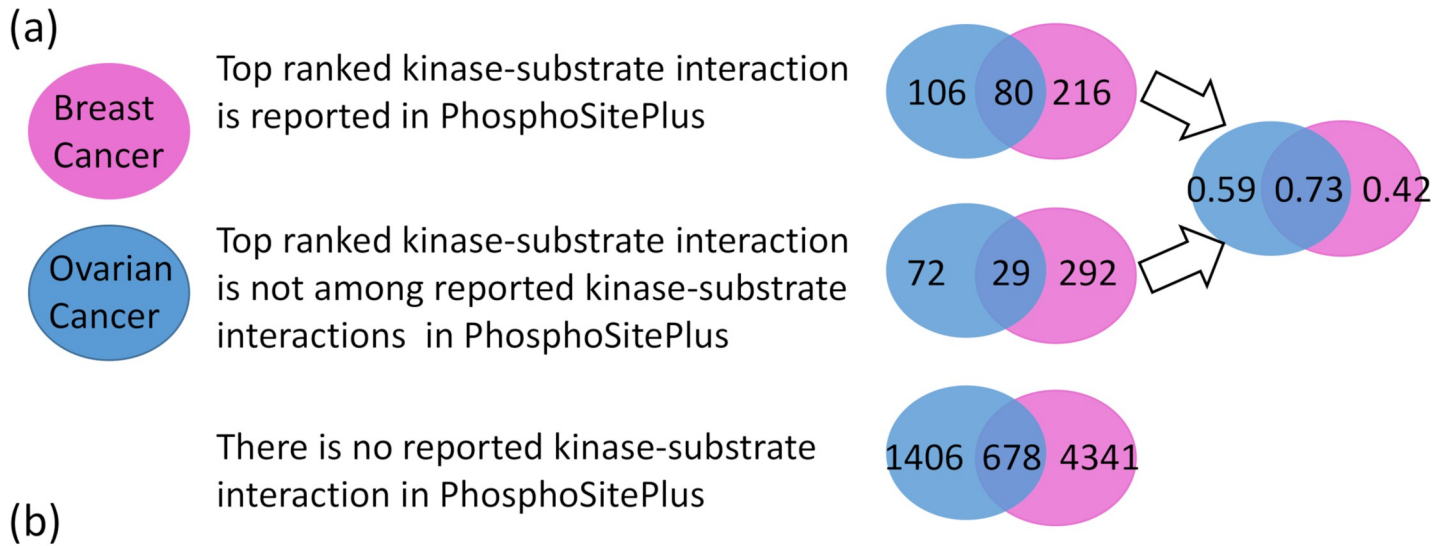 (a)
Breast
Cancer
Top ranked kinase-substrate interaction
is reported in PhosphoSitePlus
106 80 216
0.59 0.73 0.42
Ovarian
Cancer
Top ranked kinase-substrate interaction
is not among reported kinase-substrate
interactions in PhosphoSitePlus
72 29 292
There is no reported kinase-substrate
interaction in PhosphoSitePlus
1406 678 4341
(b)